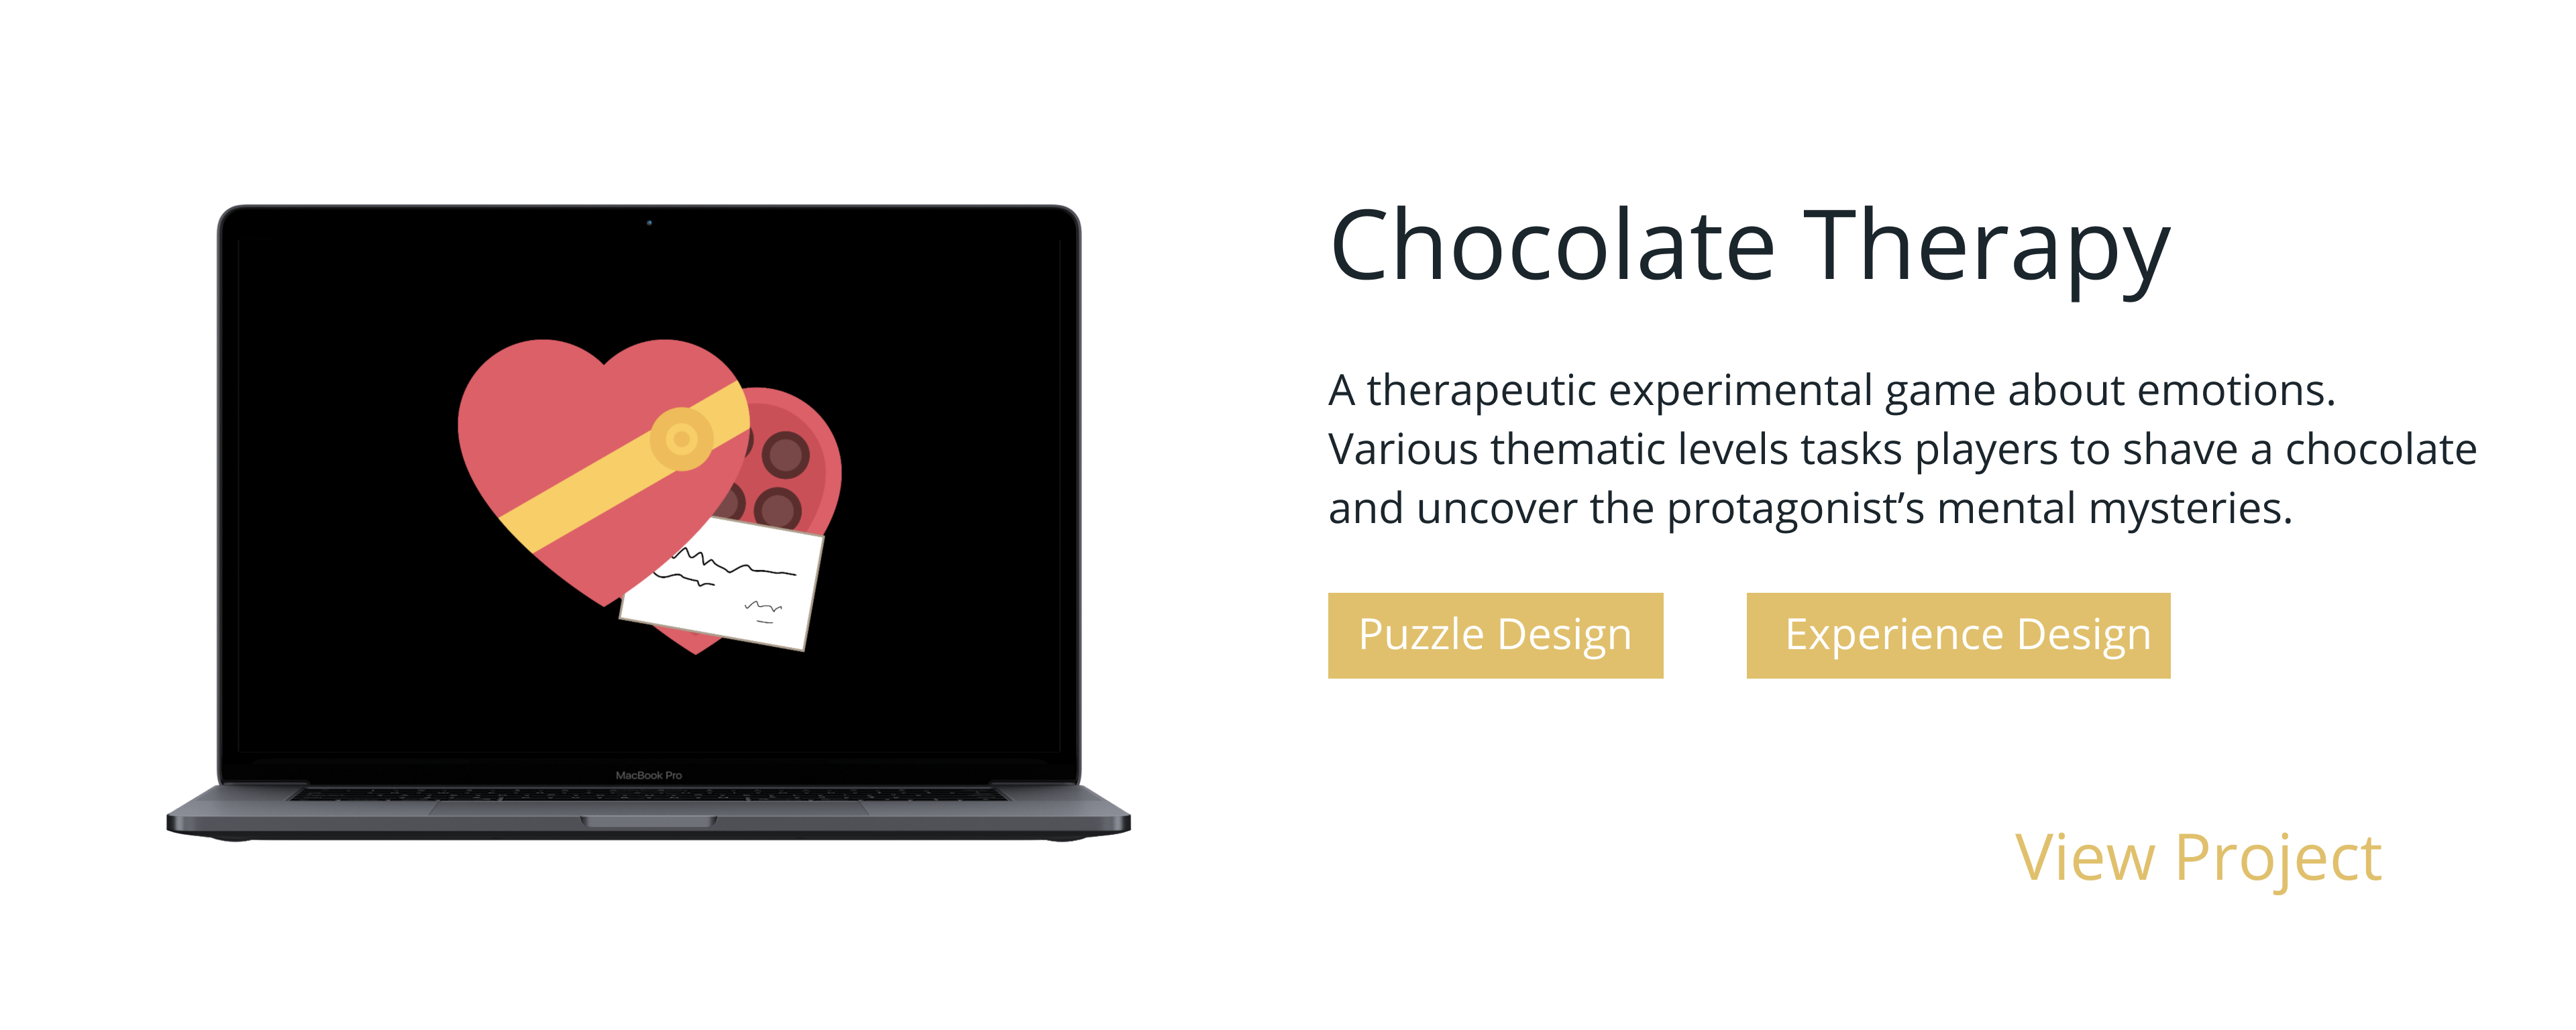 Chocolate Therapy
A therapeutic experimental game about emotions.
Various thematic levels tasks players to shave a chocolate
and uncover the protagonist’s mental mysteries.
Puzzle Design
Experience Design
View Project
MacBook Pro